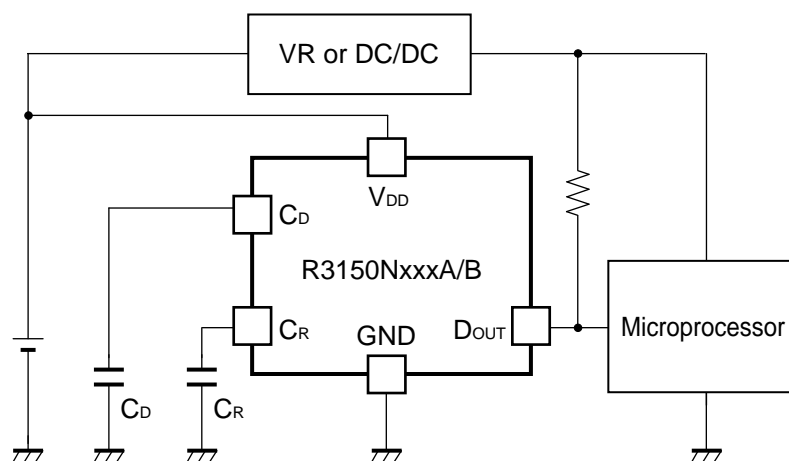 VR or DC/DC
VDD
CD
R3150NxxxA/B
CR
GND
DOUT
Microprocessor
CD
CR